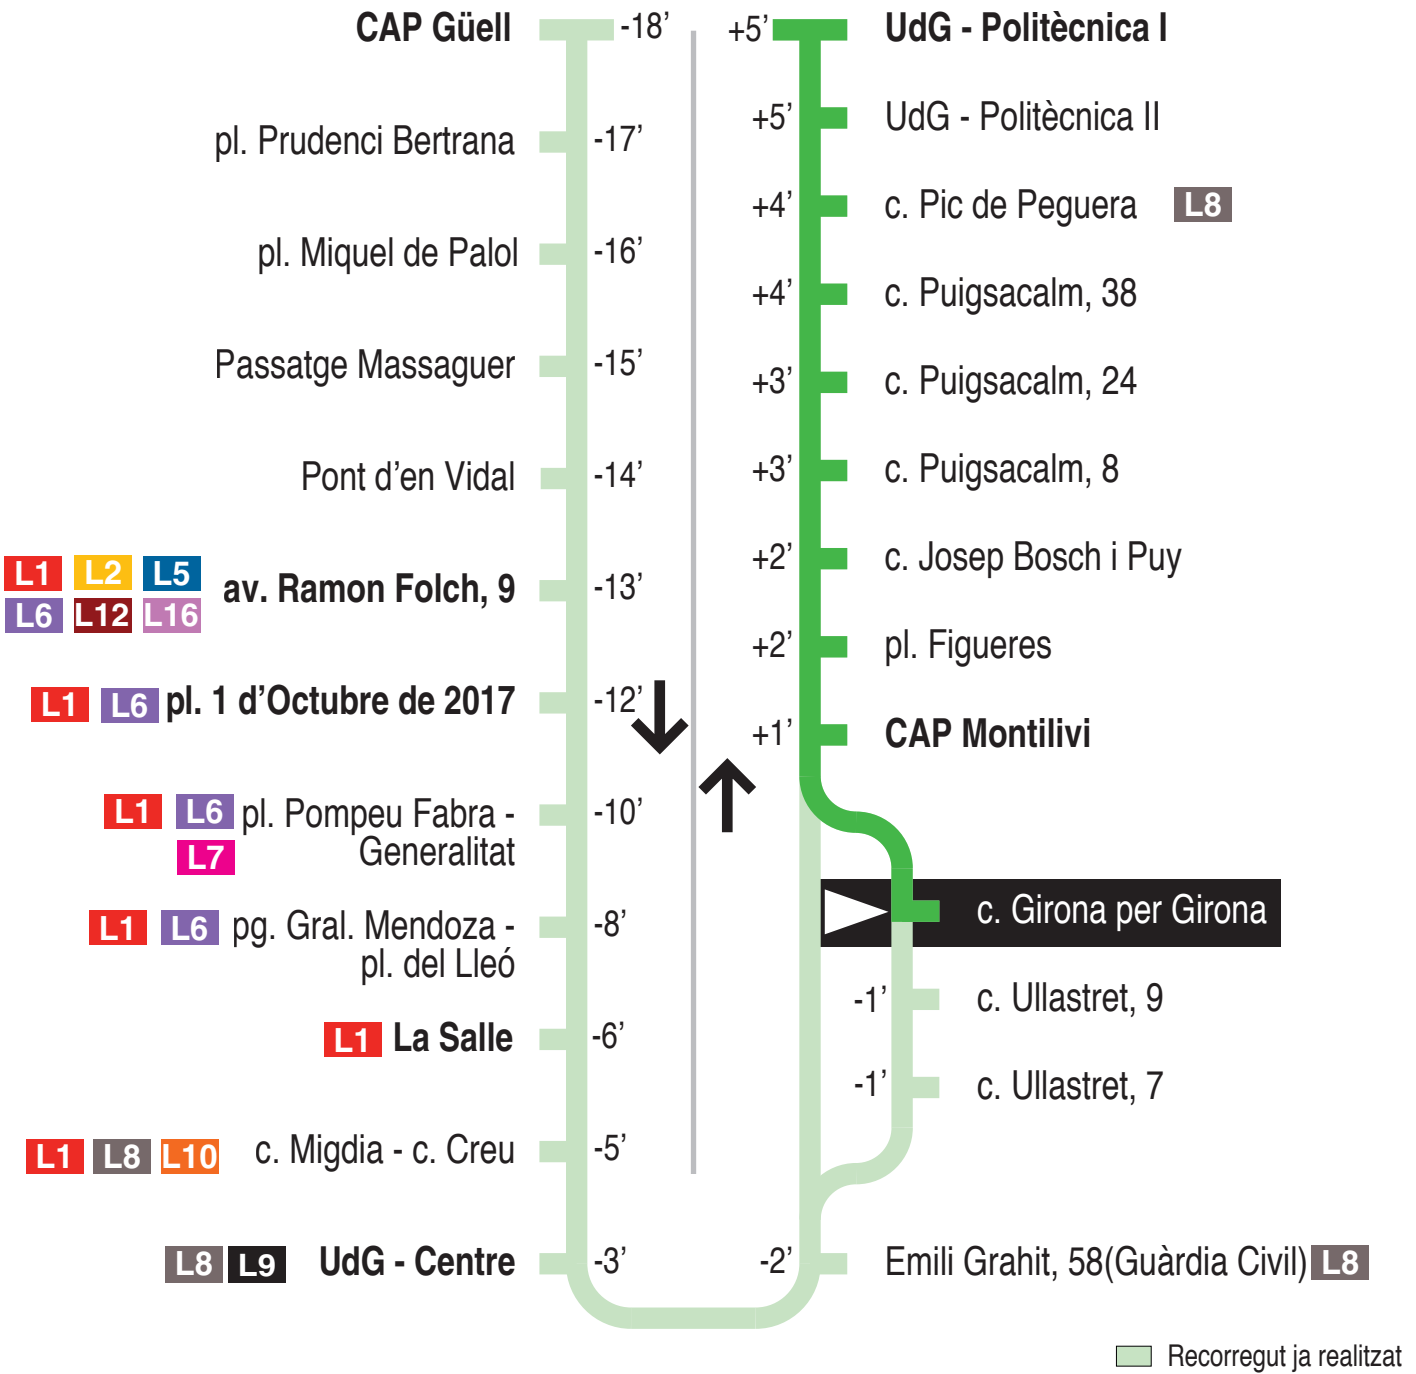 CAP Güell -18’
pl. Prudenci Bertrana -17’
pl. Miquel de Palol -16’
Passatge Massaguer -15’
Pont d’en Vidal -14’
L1 L2 L5
av. Ramon Folch, 9 -13’
L6 L12 L16
L1 L6 pl. 1 d’Octubre de 2017 -12’
L1 L6 pl. Pompeu Fabra - -10’
L7 Generalitat
L1 L6 pg. Gral. Mendoza - -8’
pl. del Lleó
L1 La Salle -6’
L1 L8 L10 c. Migdia - c. Creu -5’
L8 L9 UdG - Centre -3’
+5’ UdG - Politècnica I
+5’ UdG - Politècnica II
+4’ c. Pic de Peguera L8
+4’ c. Puigsacalm, 38
+3’ c. Puigsacalm, 24
+3’ c. Puigsacalm, 8
+2’ c. Josep Bosch i Puy
+2’ pl. Figueres
+1’ CAP Montilivi
c. Girona per Girona
-1’ c. Ullastret, 9
-1’ c. Ullastret, 7
-2’ Emili Grahit, 58(Guàrdia Civil) L8
Recorregut ja realitzat